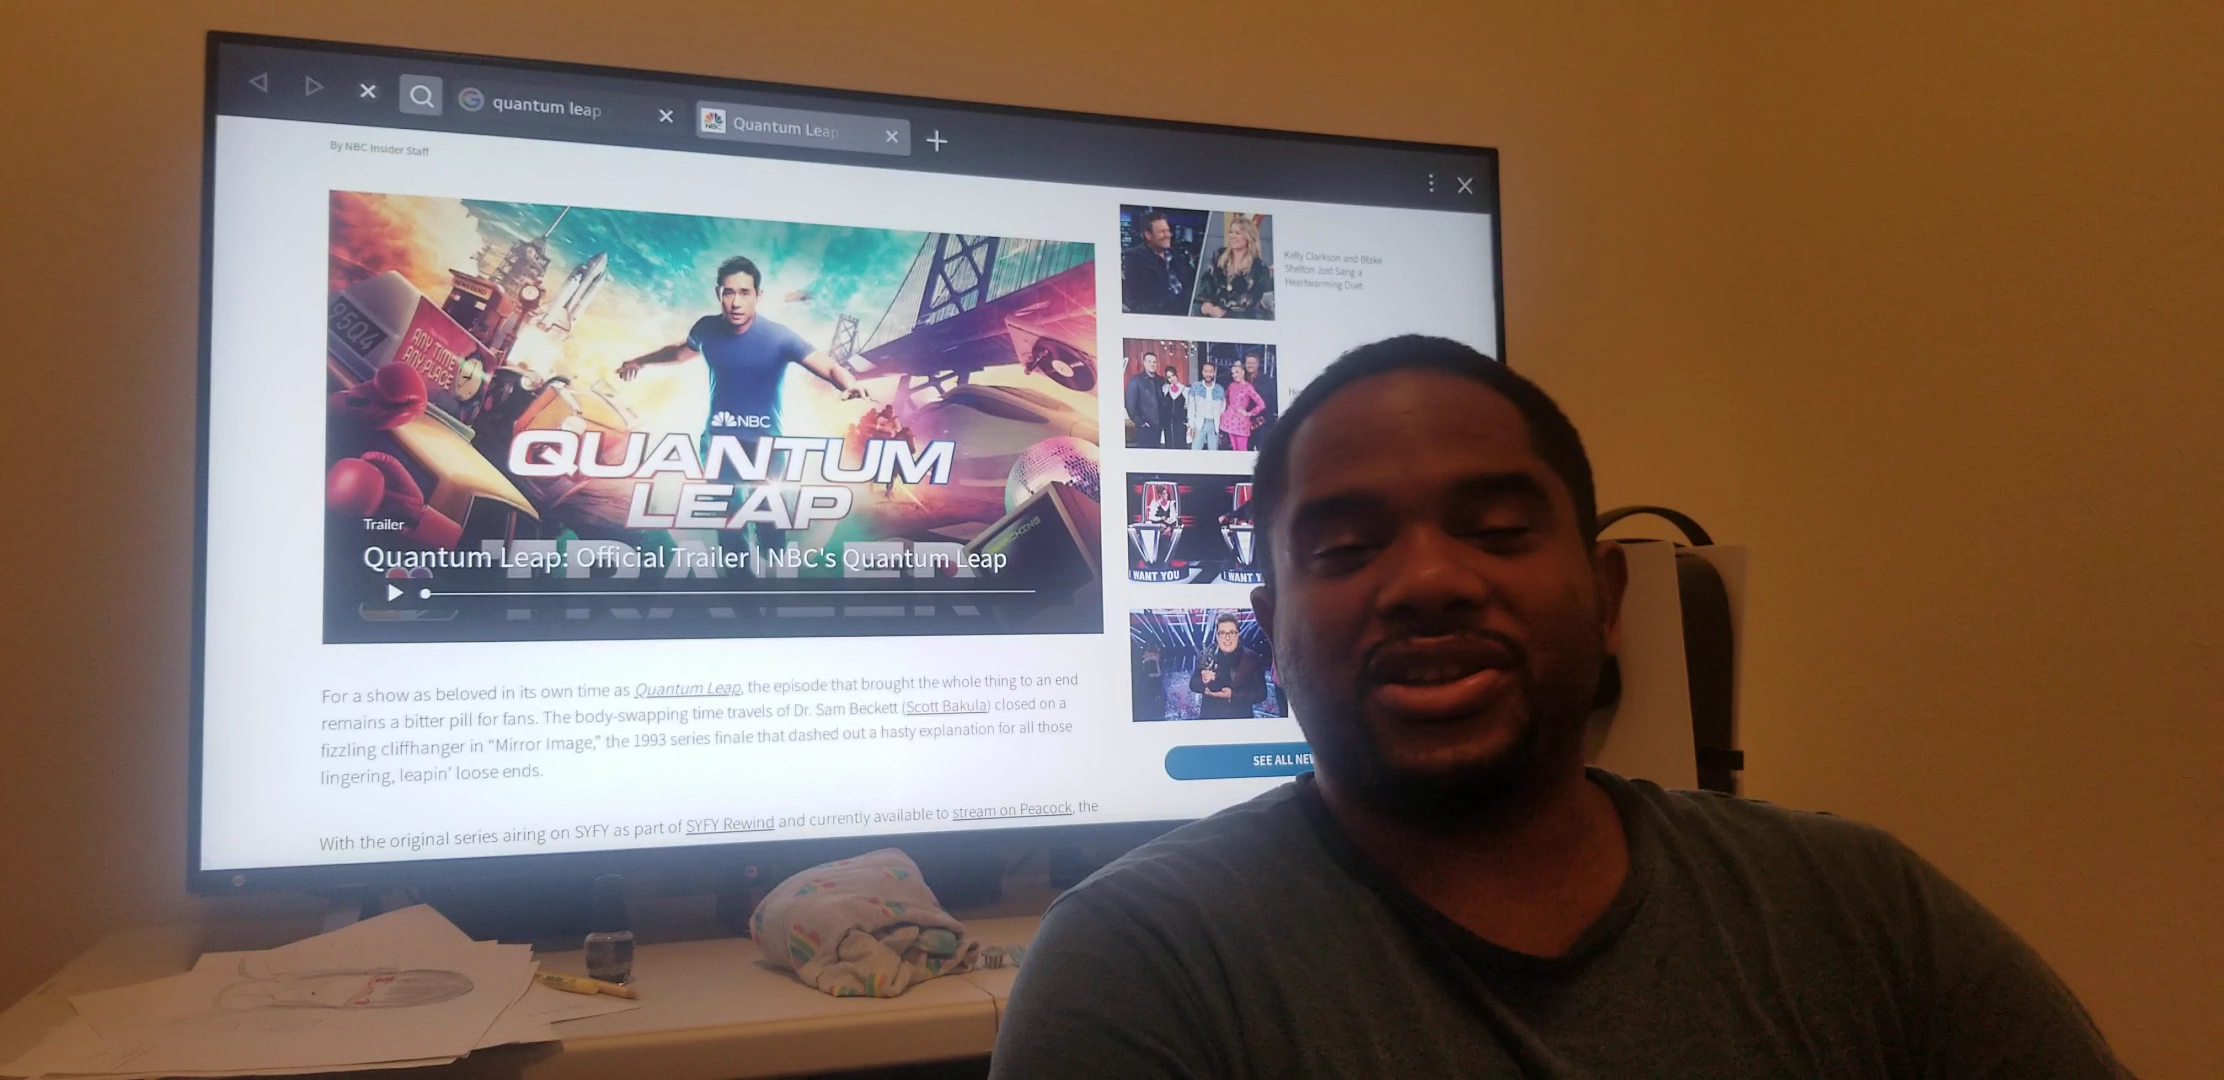 quantum leap
Quantum Leap
By NBC Insider Staff
95Q4
ANY TIME
ANY PLACE
NBC
QUANTUM
LEAP
Trailer
Quantum Leap: Official Trailer | NBC's Quantum Leap
TRAILER
For a show as beloved in its own time as Quantum Leap, the episode that brought the whole thing to an end
remains a bitter pill for fans. The body-swapping time travels of Dr. Sam Beckett (Scott Bakula) closed on a
fizzling cliffhanger in “Mirror Image,” the 1993 series finale that dashed out a hasty explanation for all those
lingering, leapin’ loose ends.
With the original series airing on SYFY as part of SYFY Rewind and currently available to stream on Peacock, the
Kelly Clarkson and Blake
Shelton Just Sang a
Heartwarming Duet
I WANT YOU
I WANT Y
SEE ALL NE